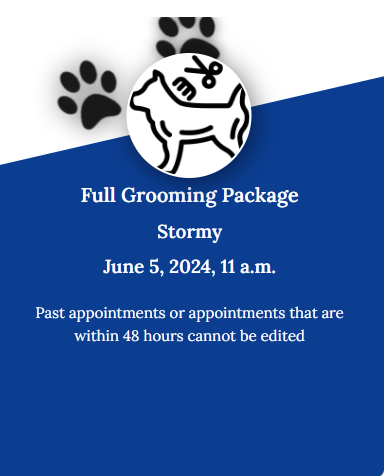 Full Grooming Package
Stormy
June 5, 2024, 11 a.m.
Past appointments or appointments that are
within 48 hours cannot be edited